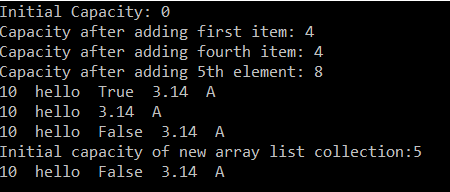 Initial Capacity: 0
Capacity after adding first item: 4
Capacity after adding fourth item: 4
Capacity after adding 5th element: 8
10  hello  True  3.14  A
10  hello  3.14  A
10  hello  False  3.14  A
Initial capacity of new array list collection:5
10  hello  False  3.14  A